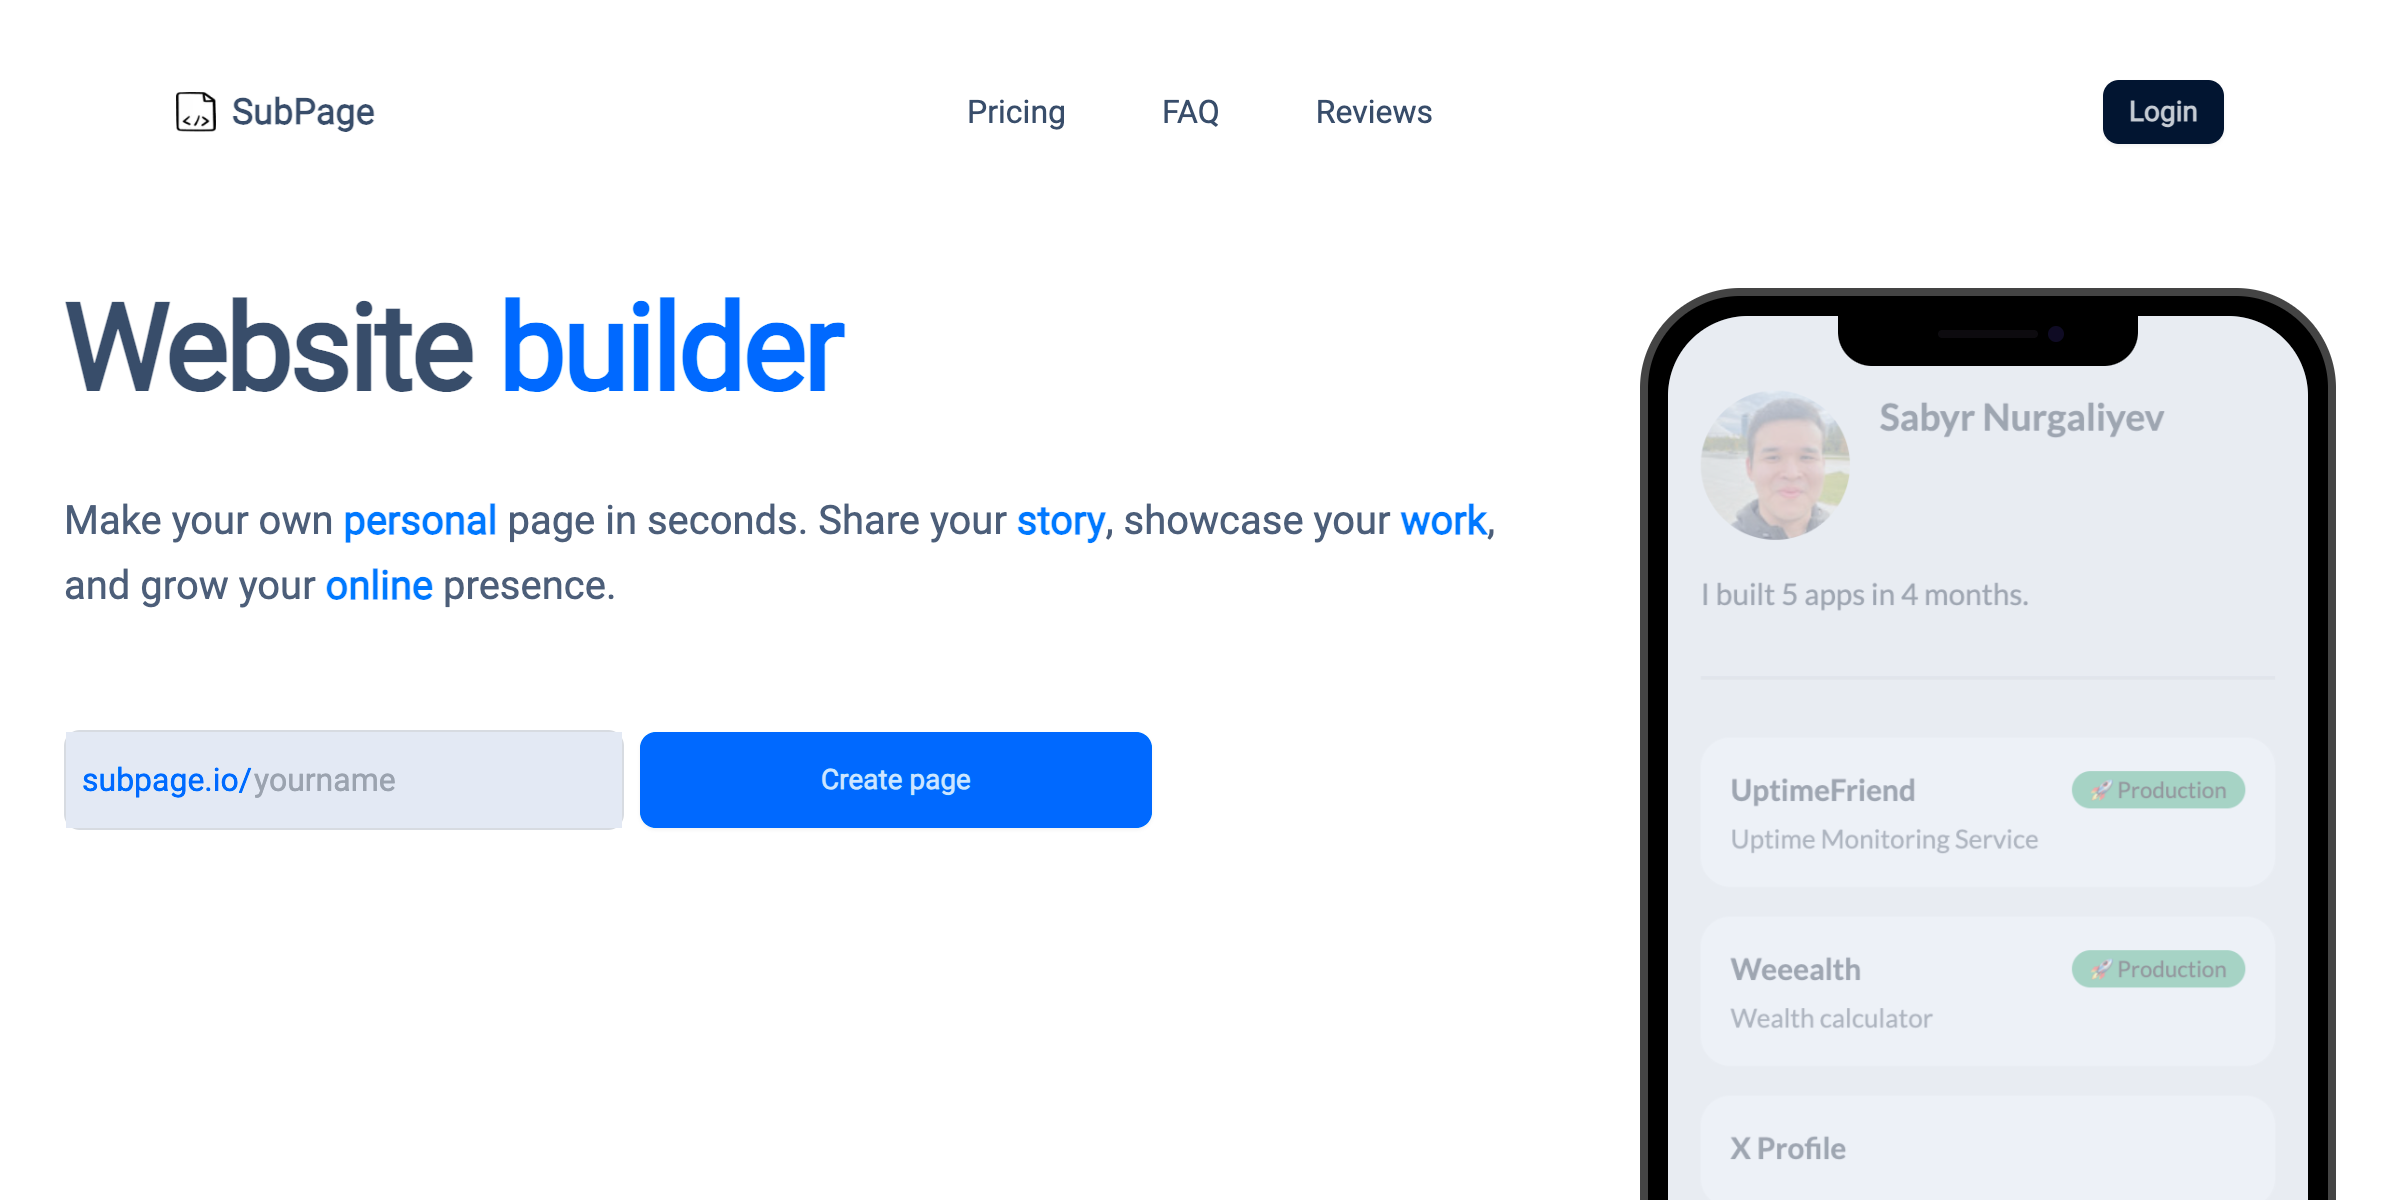 SubPage
Pricing
FAQ
Reviews
Login
Website builder
Make your own personal page in seconds. Share your story, showcase your work,
and grow your online presence.
subpage.io/yourname
Create page
Sabyr Nurgaliyev
I built 5 apps in 4 months.
UptimeFriend
🚀 Production
Uptime Monitoring Service
Weeealth
🚀 Production
Wealth calculator
X Profile